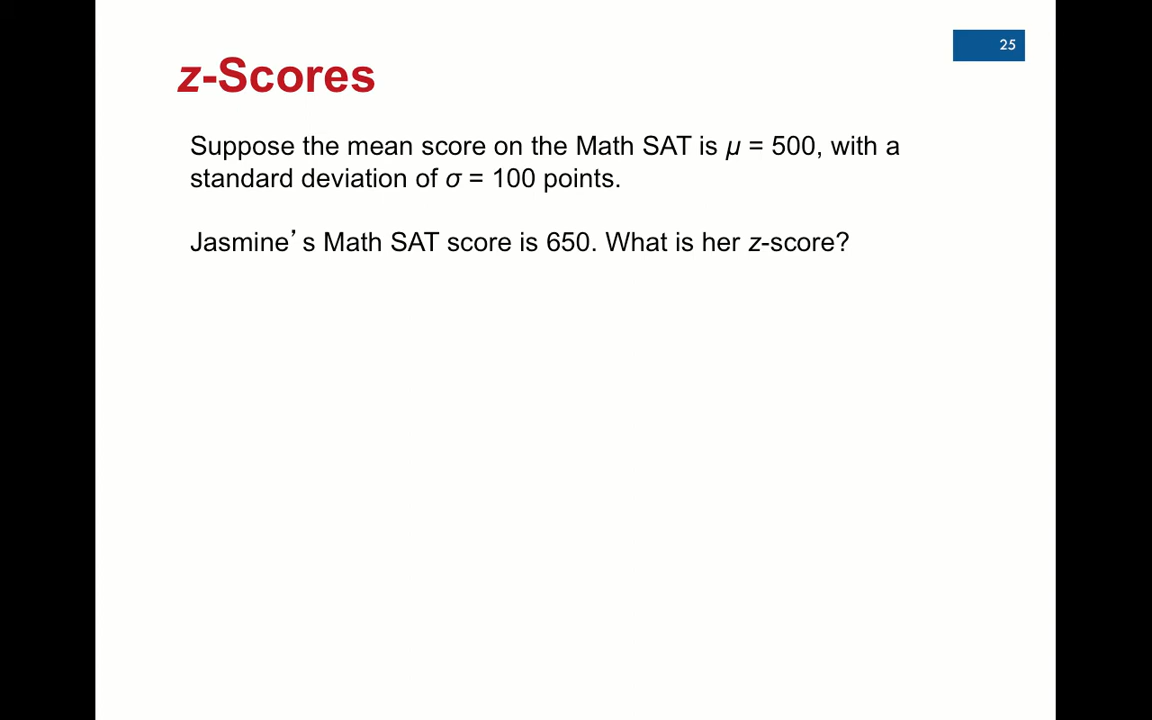 25
z-Scores
Suppose the mean score on the Math SAT is μ = 500, with a
standard deviation of σ = 100 points.
Jasmine’s Math SAT score is 650. What is her z-score?